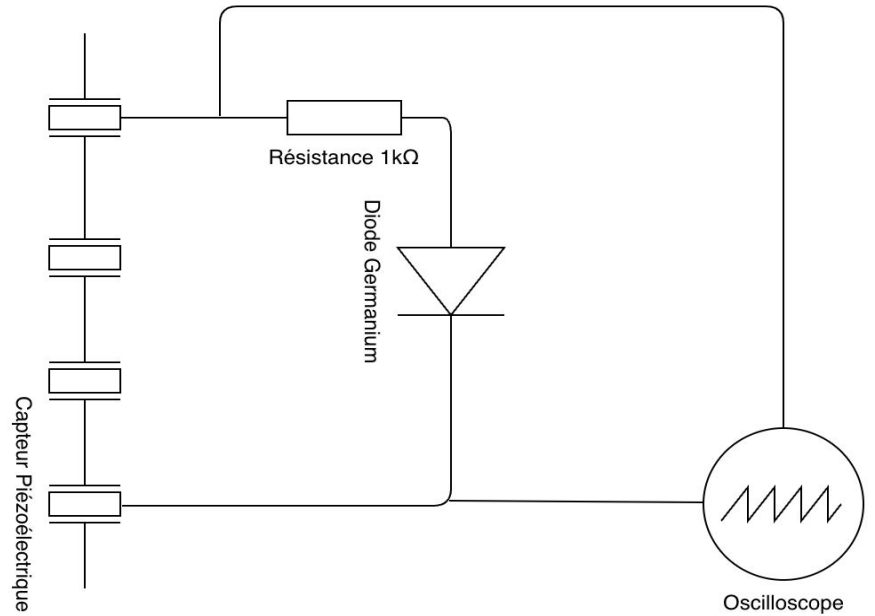 Résistance 1kΩ
Diode Germanium
Capteur Piézoélectrique
Oscilloscope